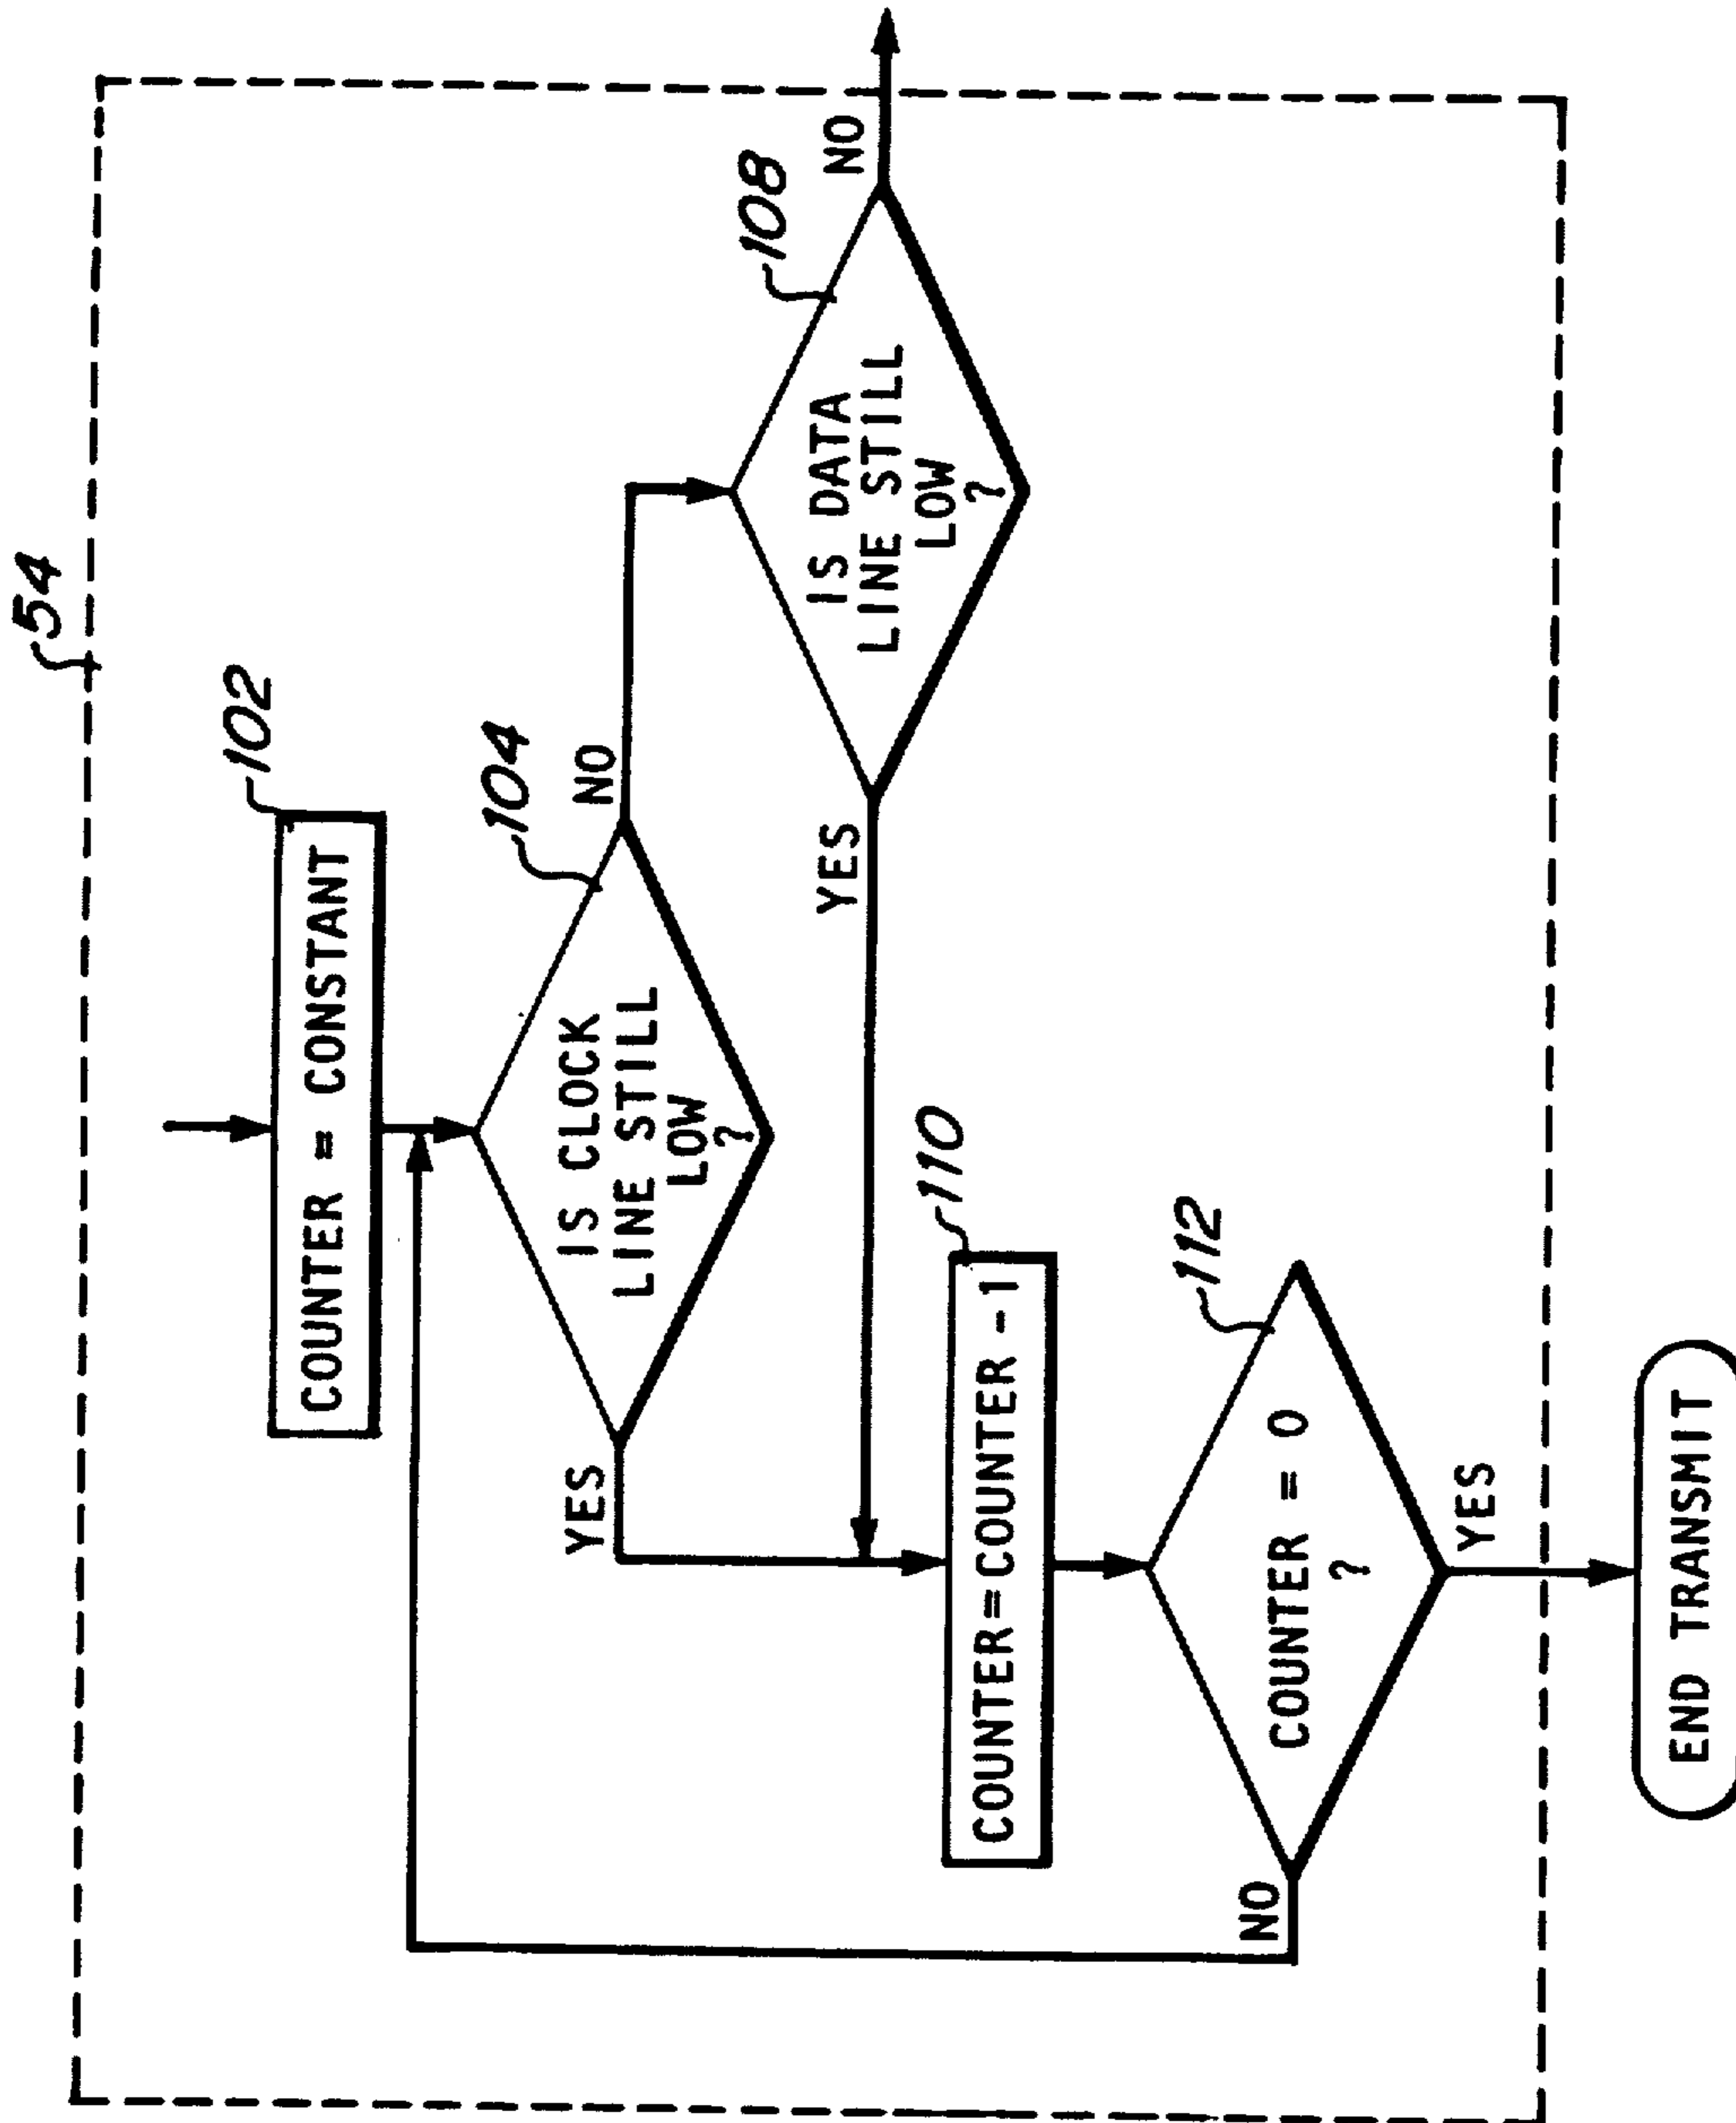 54
102
COUNTER = CONSTANT
104
IS CLOCK
LINE STILL
LOW
?
YES
NO
108
IS DATA
LINE STILL
LOW
?
YES
NO
110
COUNTER=COUNTER-1
112
COUNTER = 0
?
NO
YES
END TRANSMIT